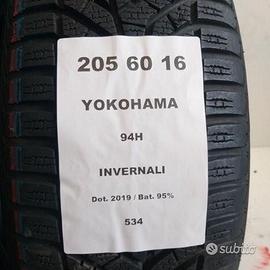 205 60 16
YOKOHAMA
94H
INVERNALI
Dot. 2019 / Bat. 95%
534
subito